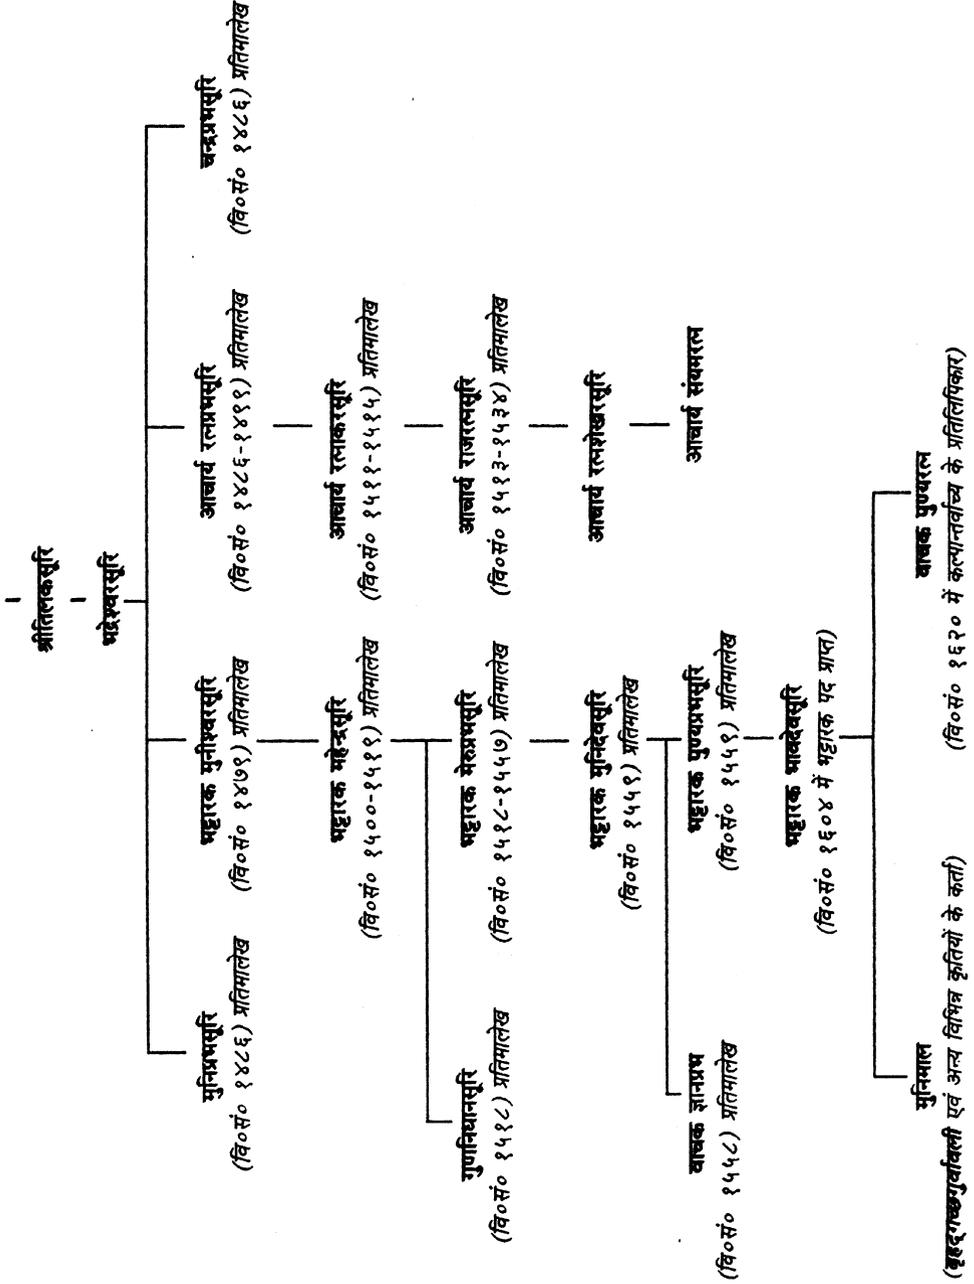 श्रीतिलकसूरि
भद्रेश्वरसूरि
मुनिप्रभसूरि
(वि०सं० १४८६) प्रतिमालेख
भट्टारक मुनीश्वरसूरि
(वि०सं० १४७९) प्रतिमालेख
आचार्य रत्नप्रभसूरि
(वि०सं० १४८६-१४९९) प्रतिमालेख
चन्द्रप्रभसूरि
(वि०सं० १४८६) प्रतिमालेख
भट्टारक महेन्द्रसूरि
(वि०सं० १५००-१५१९) प्रतिमालेख
आचार्य रत्नाकरसूरि
(वि०सं० १५११-१५१५) प्रतिमालेख
गुणनिधानसूरि
(वि०सं० १५१८) प्रतिमालेख
भट्टारक मेरुप्रभसूरि
(वि०सं० १५१८-१५५७) प्रतिमालेख
आचार्य राजरत्नसूरि
(वि०सं० १५१३-१५३४) प्रतिमालेख
भट्टारक मुनिदेवसूरि
(वि०सं० १५५९) प्रतिमालेख
आचार्य रत्नशेखरसूरि
वाचक ज्ञानप्रभ
(वि०सं० १५५८) प्रतिमालेख
भट्टारक पुण्यप्रभसूरि
(वि०सं० १५५९) प्रतिमालेख
आचार्य संयमरत्न
भट्टारक भावदेवसूरि
(वि०सं० १६०४ में भट्टारक पद प्राप्त)
मुनिमाल
(बृहद्गच्छगुर्वावली एवं अन्य विभिन्न कृतियों के कर्ता)
वाचक पुण्यरत्न
(वि०सं० १६२० में कल्पान्तर्वाच्य के प्रतिलिपिकार)